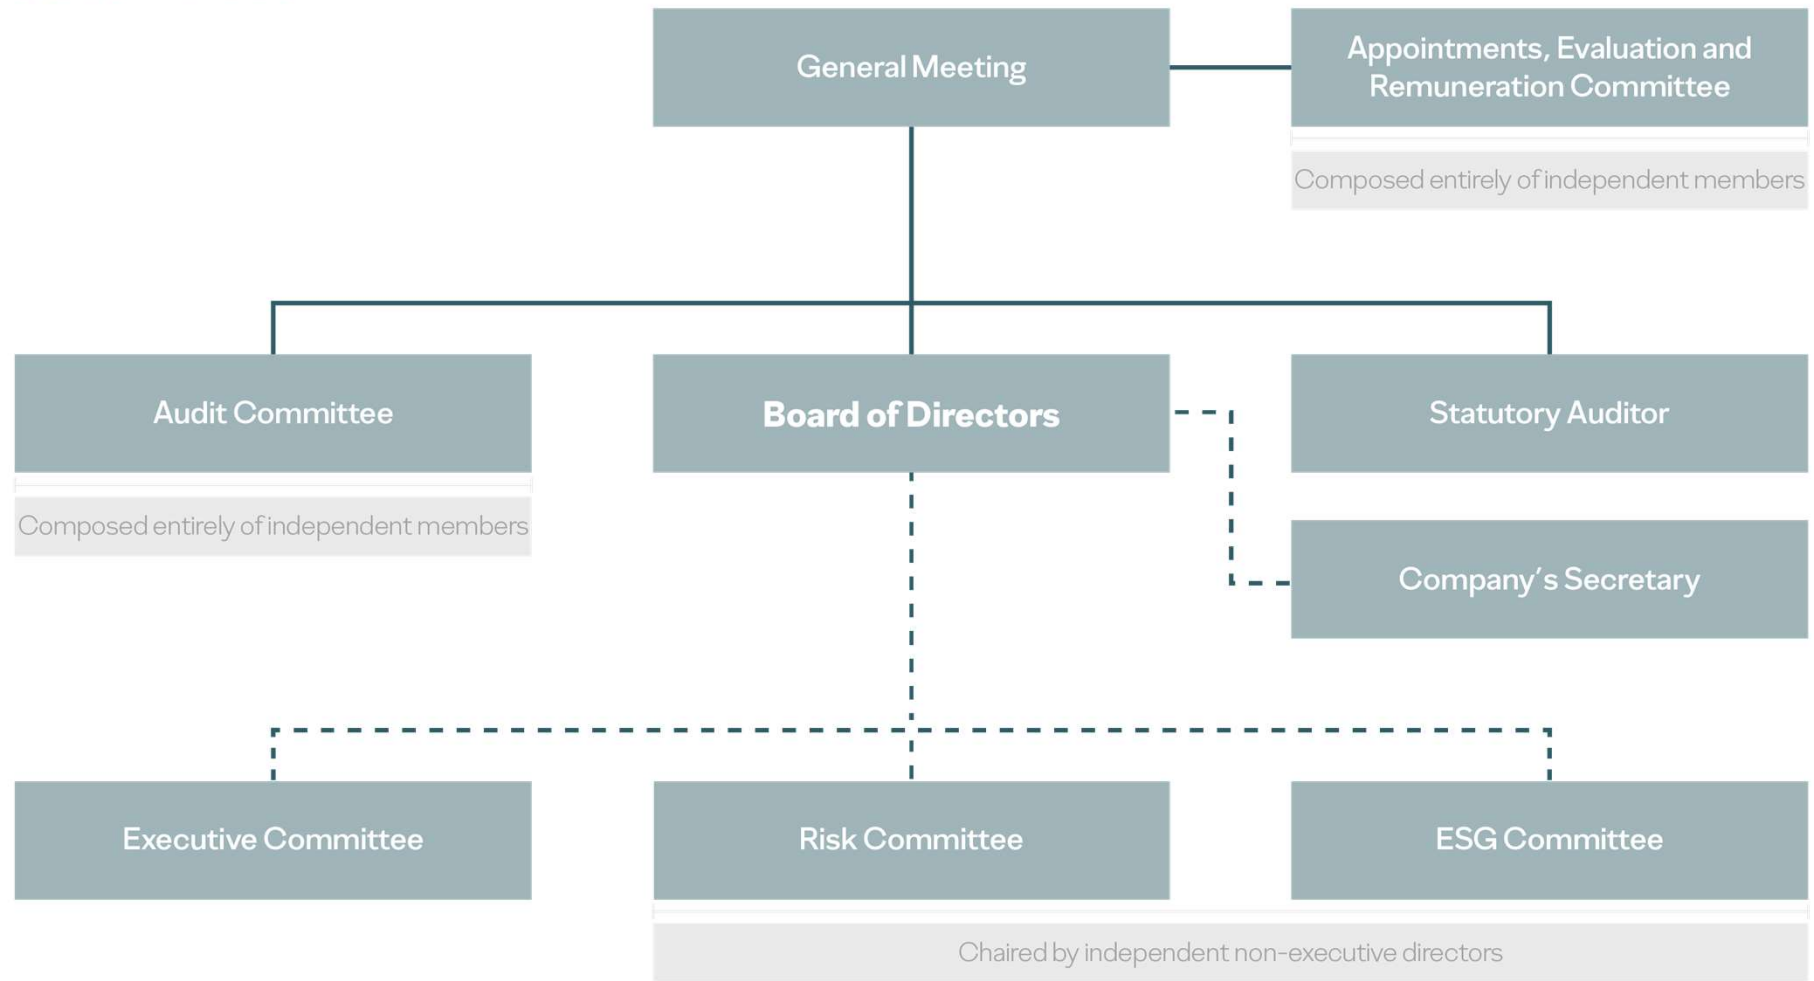 General Meeting
Appointments, Evaluation and
Remuneration Committee
Composed entirely of independent members
Audit Committee
Board of Directors
Statutory Auditor
Composed entirely of independent members
Company´s Secretary
Executive Committee
Risk Committee
ESG Committee
Chaired by independent non-executive directors